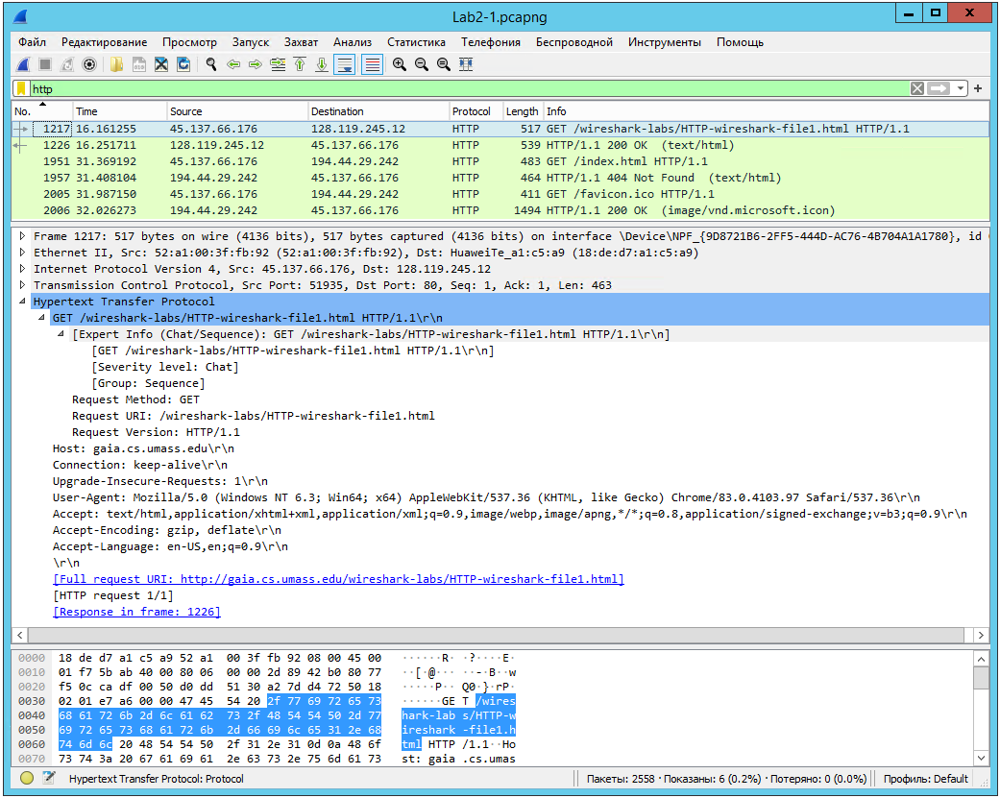 Lab2-1.pcapng
Файл Редактирование Просмотр Запуск Захват Анализ Статистика Телефония Беспроводной Инструменты Помощь
http
No. Time Source Destination Protocol Length Info
1217 16.161255 45.137.66.176 128.119.245.12 HTTP 517 GET /wireshark-labs/HTTP-wireshark-file1.html HTTP/1.1
1226 16.251711 128.119.245.12 45.137.66.176 HTTP 539 HTTP/1.1 200 OK (text/html)
1951 31.369192 45.137.66.176 194.44.29.242 HTTP 483 GET /index.html HTTP/1.1
1957 31.408104 194.44.29.242 45.137.66.176 HTTP 464 HTTP/1.1 404 Not Found (text/html)
2005 31.987150 45.137.66.176 194.44.29.242 HTTP 411 GET /favicon.ico HTTP/1.1
2006 32.026273 194.44.29.242 45.137.66.176 HTTP 1494 HTTP/1.1 200 OK (image/vnd.microsoft.icon)
Frame 1217: 517 bytes on wire (4136 bits), 517 bytes captured (4136 bits) on interface \Device\NPF_{9D8721B6-2FF5-444D-AC76-4B704A1A1780}, id
Ethernet II, Src: 52:a1:00:3f:fb:92 (52:a1:00:3f:fb:92), Dst: HuaweiTe_a1:c5:a9 (18:de:d7:a1:c5:a9)
Internet Protocol Version 4, Src: 45.137.66.176, Dst: 128.119.245.12
Transmission Control Protocol, Src Port: 51935, Dst Port: 80, Seq: 1, Ack: 1, Len: 463
Hypertext Transfer Protocol
GET /wireshark-labs/HTTP-wireshark-file1.html HTTP/1.1\r\n
[Expert Info (Chat/Sequence): GET /wireshark-labs/HTTP-wireshark-file1.html HTTP/1.1\r\n]
[GET /wireshark-labs/HTTP-wireshark-file1.html HTTP/1.1\r\n]
[Severity level: Chat]
[Group: Sequence]
Request Method: GET
Request URI: /wireshark-labs/HTTP-wireshark-file1.html
Request Version: HTTP/1.1
Host: gaia.cs.umass.edu\r\n
Connection: keep-alive\r\n
Upgrade-Insecure-Requests: 1\r\n
User-Agent: Mozilla/5.0 (Windows NT 6.3; Win64; x64) AppleWebKit/537.36 (KHTML, like Gecko) Chrome/83.0.4103.97 Safari/537.36\r\n
Accept: text/html,application/xhtml+xml,application/xml;q=0.9,image/webp,image/apng,*/*;q=0.8,application/signed-exchange;v=b3;q=0.9\r\n
Accept-Encoding: gzip, deflate\r\n
Accept-Language: en-US,en;q=0.9\r\n
\r\n
[Full request URI: http://gaia.cs.umass.edu/wireshark-labs/HTTP-wireshark-file1.html]
[HTTP request 1/1]
[Response in frame: 1226]
0000 18 de d7 a1 c5 a9 52 a1 00 3f fb 92 08 00 45 00 ······R· ·?····E·
0010 01 f7 5b ab 40 00 80 06 00 00 2d 89 42 b0 80 77 ··[·@··· ··-·B··w
0020 f5 0c ca df 00 50 d0 dd 51 30 a2 7d d4 72 50 18 ·····P·· Q0·}·rP·
0030 02 01 e7 a6 00 00 47 45 54 20 2f 77 69 72 65 73 ······GE T /wires
0040 68 61 72 6b 2d 6c 61 62 73 2f 48 54 54 50 2d 77 hark-lab s/HTTP-w
0050 69 72 65 73 68 61 72 6b 2d 66 69 6c 65 31 2e 68 ireshark -file1.h
0060 74 6d 6c 20 48 54 54 50 2f 31 2e 31 0d 0a 48 6f tml HTTP /1.1··Ho
0070 73 74 3a 20 67 61 69 61 2e 63 73 2e 75 6d 61 73 st: gaia .cs.umas
Hypertext Transfer Protocol: Protocol Пакеты: 2558 · Показаны: 6 (0.2%) · Потеряно: 0 (0.0%) Профиль: Default